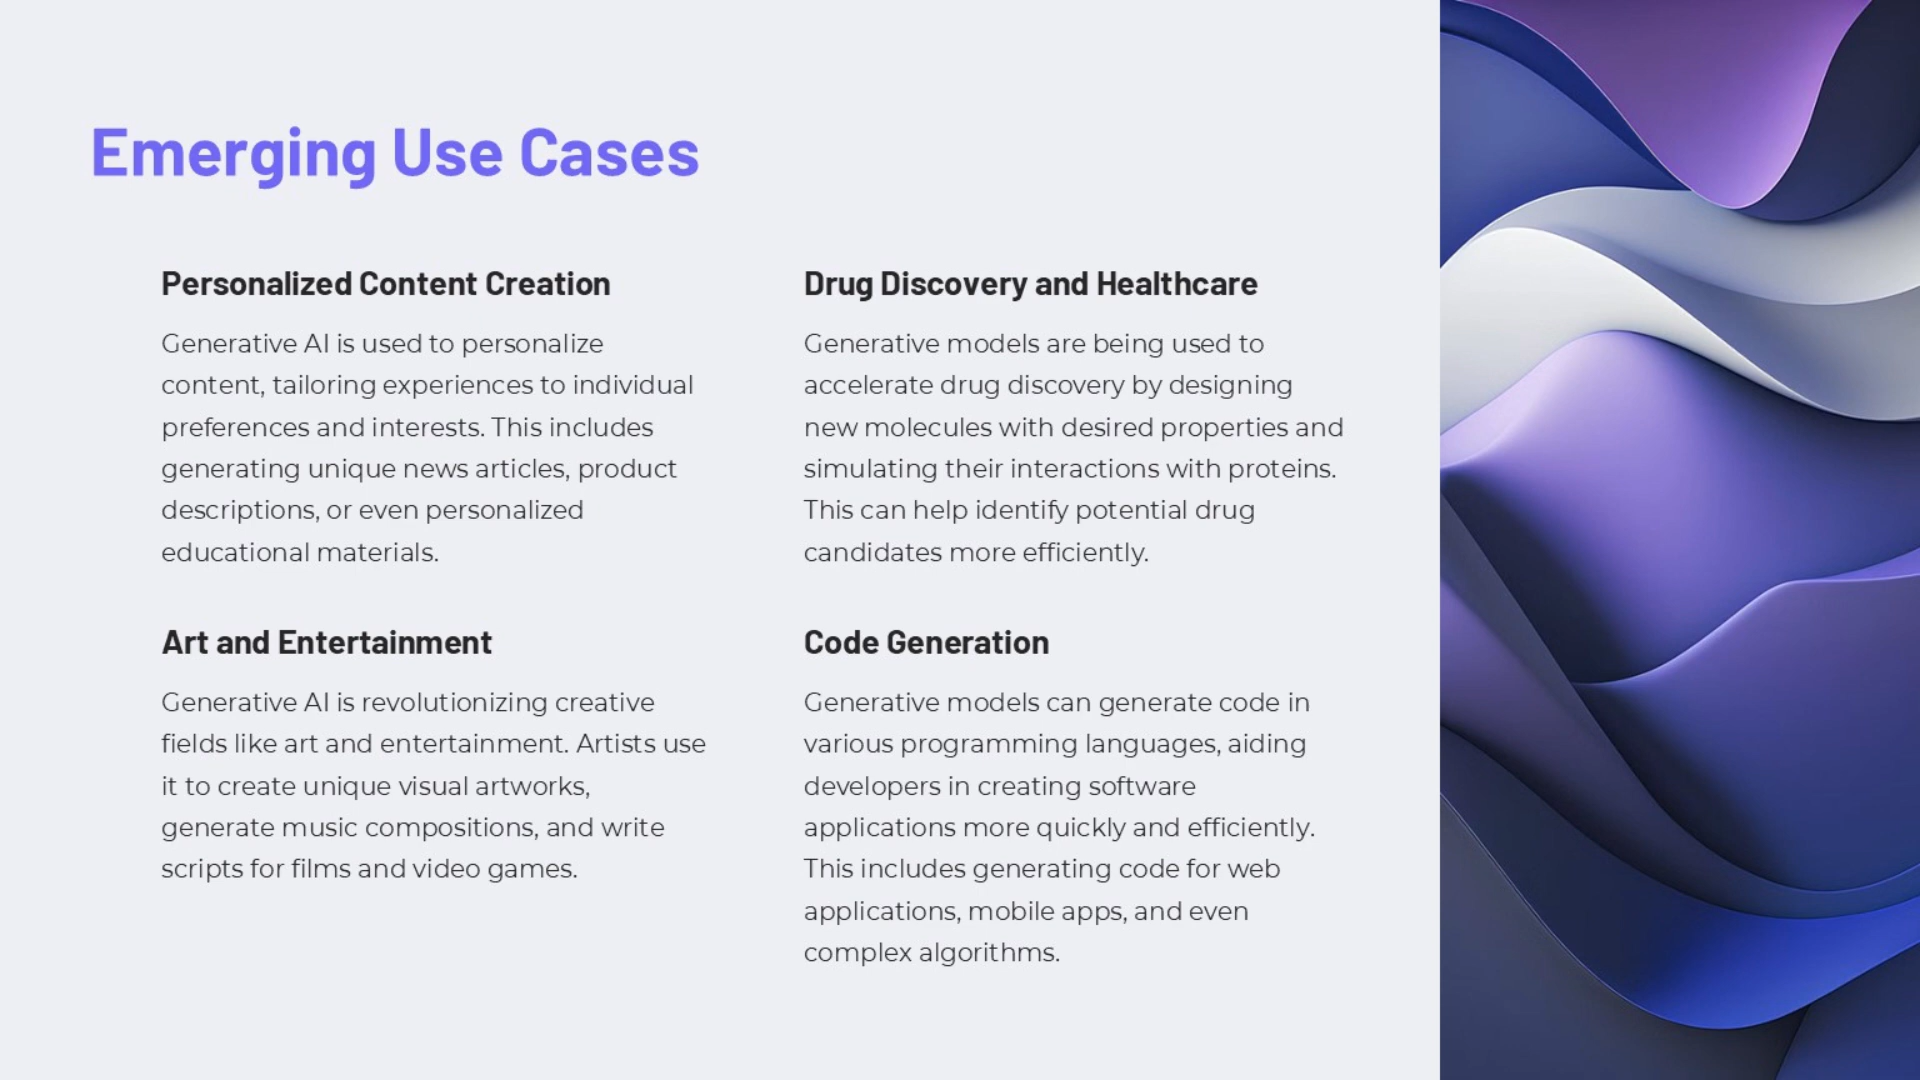 Emerging Use Cases
Personalized Content Creation
Generative AI is used to personalize
content, tailoring experiences to individual
preferences and interests. This includes
generating unique news articles, product
descriptions, or even personalized
educational materials.
Drug Discovery and Healthcare
Generative models are being used to
accelerate drug discovery by designing
new molecules with desired properties and
simulating their interactions with proteins.
This can help identify potential drug
candidates more efficiently.
Art and Entertainment
Generative AI is revolutionizing creative
fields like art and entertainment. Artists use
it to create unique visual artworks,
generate music compositions, and write
scripts for films and video games.
Code Generation
Generative models can generate code in
various programming languages, aiding
developers in creating software
applications more quickly and efficiently.
This includes generating code for web
applications, mobile apps, and even
complex algorithms.